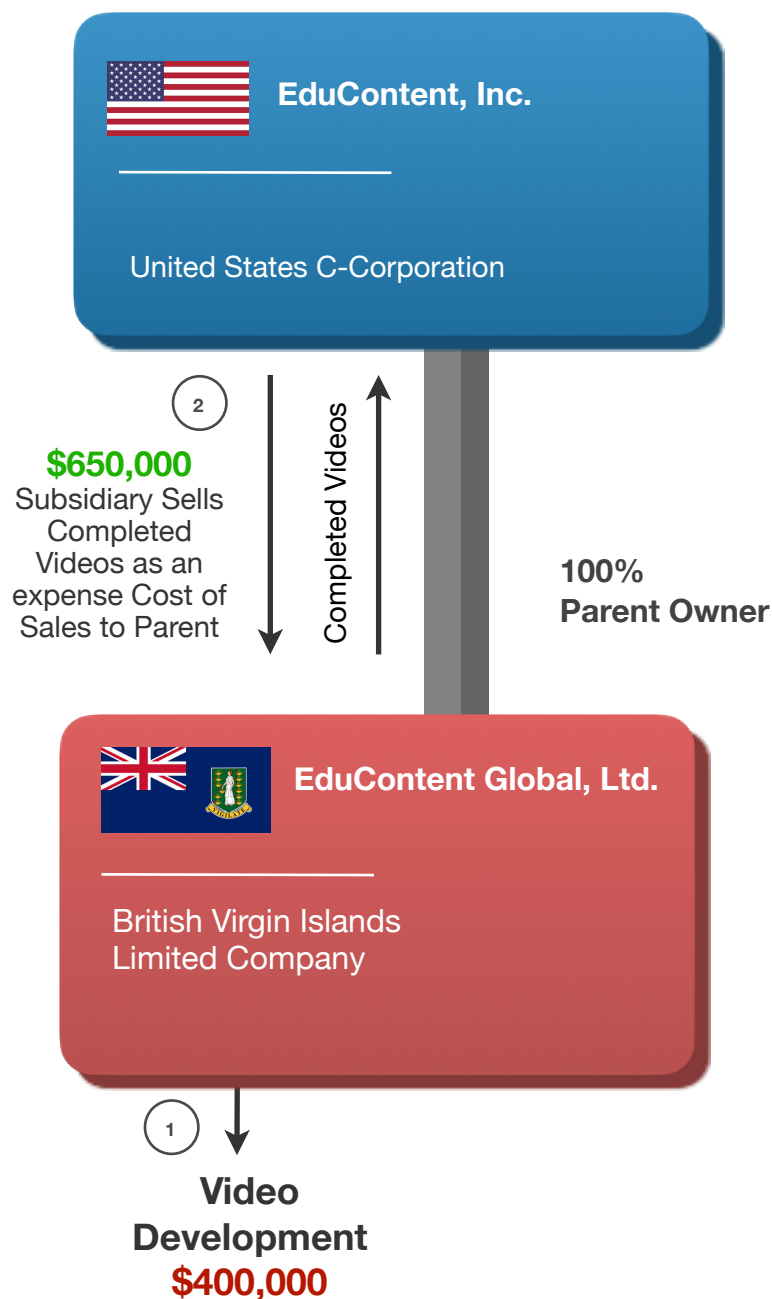 EduContent, Inc.
United States C-Corporation
2
$650,000
Subsidiary Sells
Completed
Videos as an
expense Cost of
Sales to Parent
Completed Videos
100%
Parent Owner
EduContent Global, Ltd.
VIGILATE
British Virgin Islands
Limited Company
1
Video
Development
$400,000